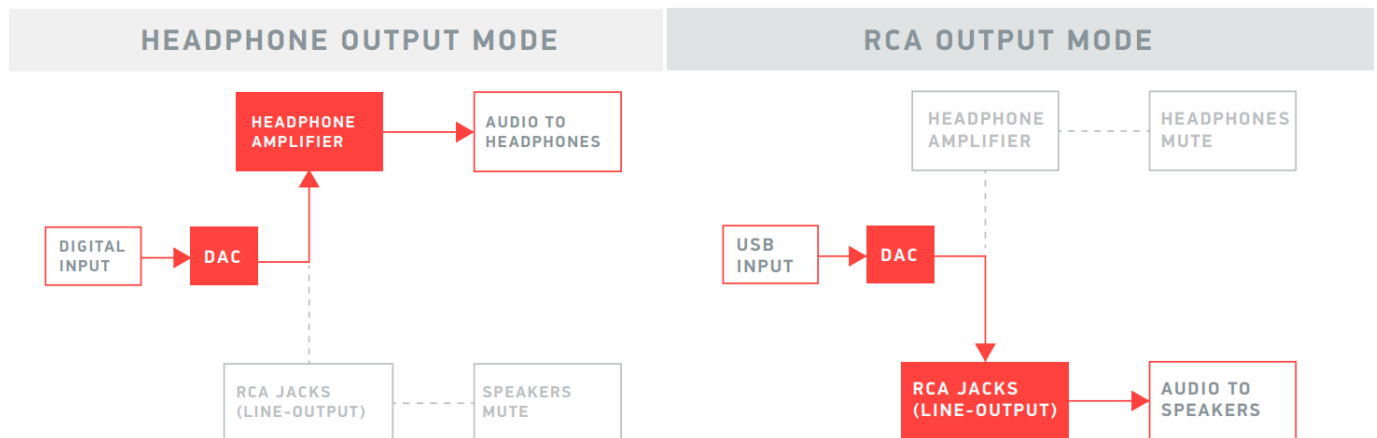 HEADPHONE OUTPUT MODE
HEADPHONE
AMPLIFIER
AUDIO TO
HEADPHONES
DIGITAL
INPUT
DAC
RCA JACKS
(LINE-OUTPUT)
SPEAKERS
MUTE
RCA OUTPUT MODE
HEADPHONE
AMPLIFIER
HEADPHONES
MUTE
USB
INPUT
DAC
RCA JACKS
(LINE-OUTPUT)
AUDIO TO
SPEAKERS